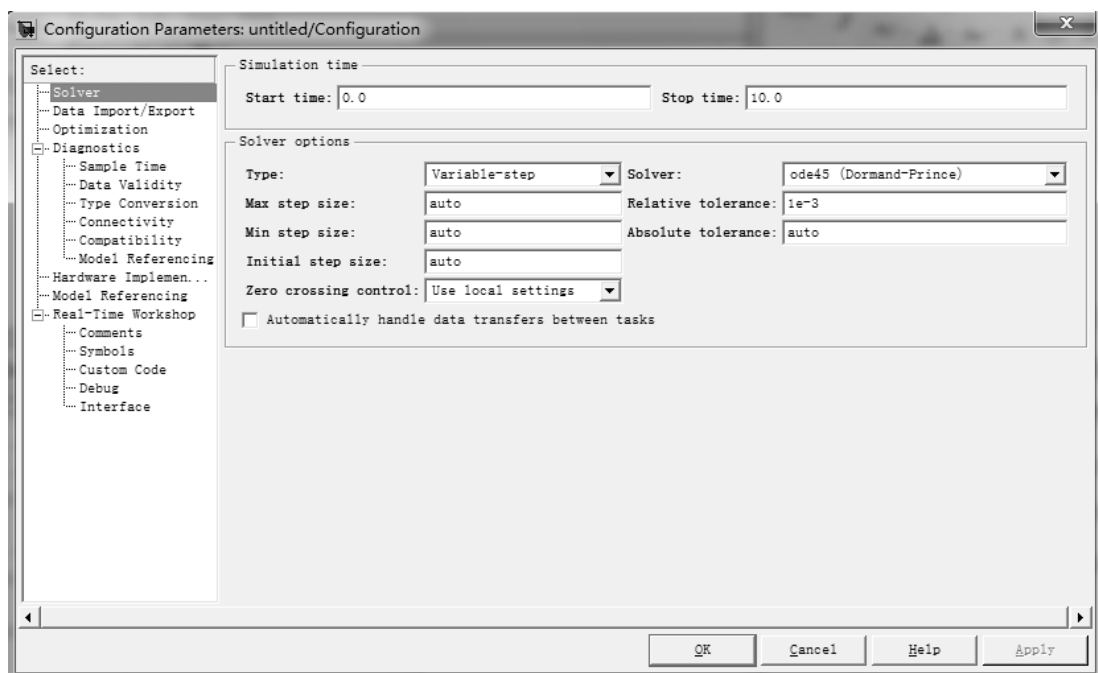 Configuration Parameters: untitled/Configuration
Select:
Solver
Data Import/Export
Optimization
Diagnostics
Sample Time
Data Validity
Type Conversion
Connectivity
Compatibility
Model Referencing
Hardware Implemen...
Model Referencing
Real-Time Workshop
Comments
Symbols
Custom Code
Debug
Interface
Simulation time
Start time: 0.0 Stop time: 10.0
Solver options
Type: Variable-step Solver: ode45 (Dormand-Prince)
Max step size: auto Relative tolerance: 1e-3
Min step size: auto Absolute tolerance: auto
Initial step size: auto
Zero crossing control: Use local settings
Automatically handle data transfers between tasks
OK Cancel Help Apply